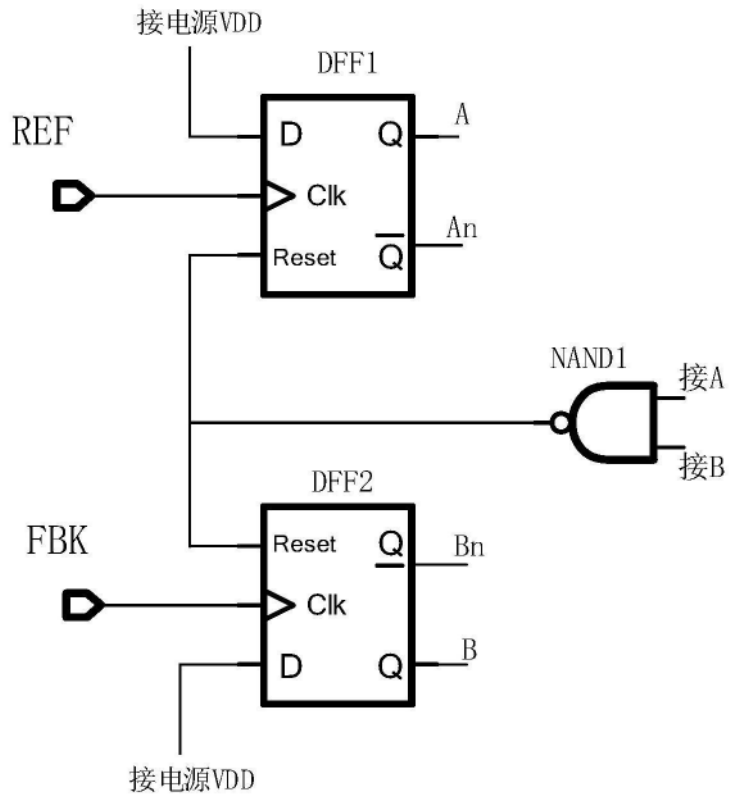 接电源VDD
DFF1
REF
D
Q
A
Clk
An
Reset
Q
NAND1
接A
接B
DFF2
FBK
Reset
Q
Bn
Clk
D
Q
B
接电源VDD